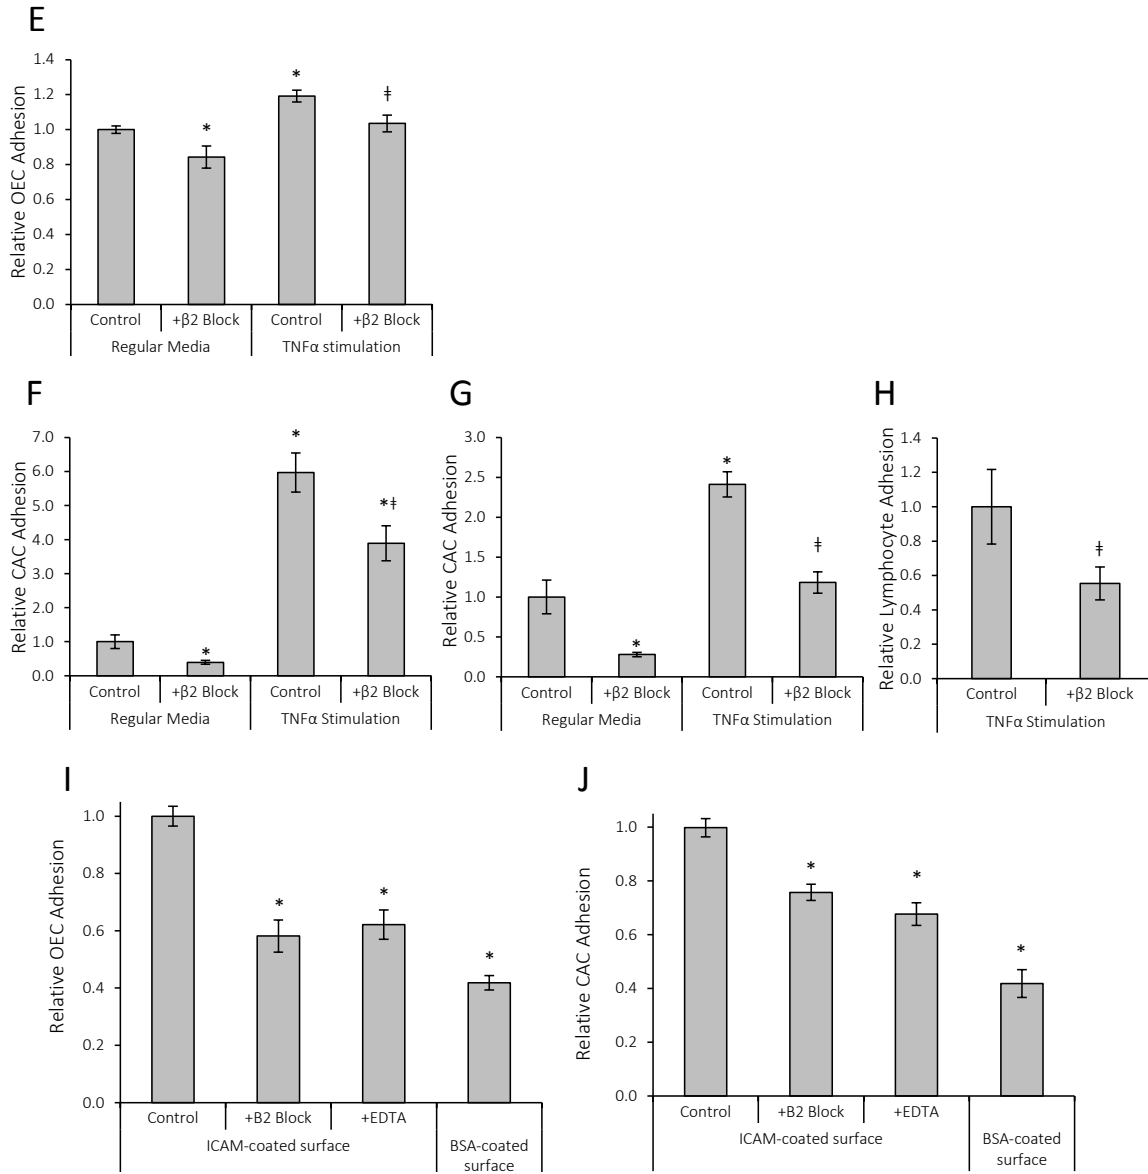 E
Relative OEC Adhesion
1.4
1.2
1.0
0.8
0.6
0.4
0.2
0.0
*
*
ǂ
Control
+β2 Block
Control
+β2 Block
Regular Media
TNFα stimulation
F
Relative CAC Adhesion
7.0
6.0
5.0
4.0
3.0
2.0
1.0
0.0
*
*
*ǂ
Control
+β2 Block
Control
+β2 Block
Regular Media
TNFα Stimulation
G
Relative CAC Adhesion
3.0
2.5
2.0
1.5
1.0
0.5
0.0
*
*
ǂ
Control
+β2 Block
Control
+β2 Block
Regular Media
TNFα Stimulation
H
Relative Lymphocyte Adhesion
1.4
1.2
1.0
0.8
0.6
0.4
0.2
0.0
ǂ
Control
+β2 Block
TNFα Stimulation
I
Relative OEC Adhesion
1.0
0.8
0.6
0.4
0.2
0.0
*
*
*
Control
+B2 Block
+EDTA
ICAM-coated surface
BSA-coated
surface
J
Relative CAC Adhesion
1.0
0.8
0.6
0.4
0.2
0.0
*
*
*
Control
+B2 Block
+EDTA
ICAM-coated surface
BSA-coated
surface